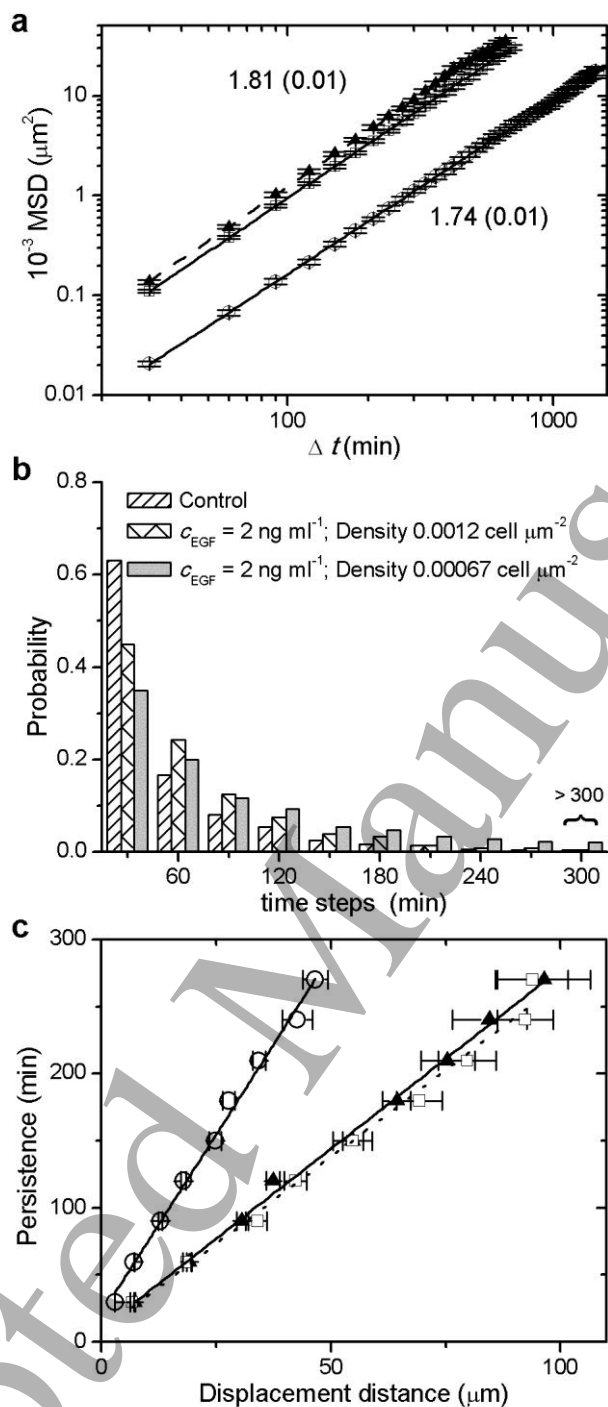 a
10
1
0.1
0.01
10⁻³ MSD (μm²)
1.81 (0.01)
1.74 (0.01)
100
1000
Δ t (min)
b
0.8
0.6
0.4
0.2
0.0
Probability
Control
c_EGF = 2 ng ml⁻¹; Density 0.0012 cell μm⁻²
c_EGF = 2 ng ml⁻¹; Density 0.00067 cell μm⁻²
> 300
60
120
180
240
300
time steps (min)
c
300
200
100
0
Persistence (min)
0
50
100
Displacement distance (μm)
pted Manus